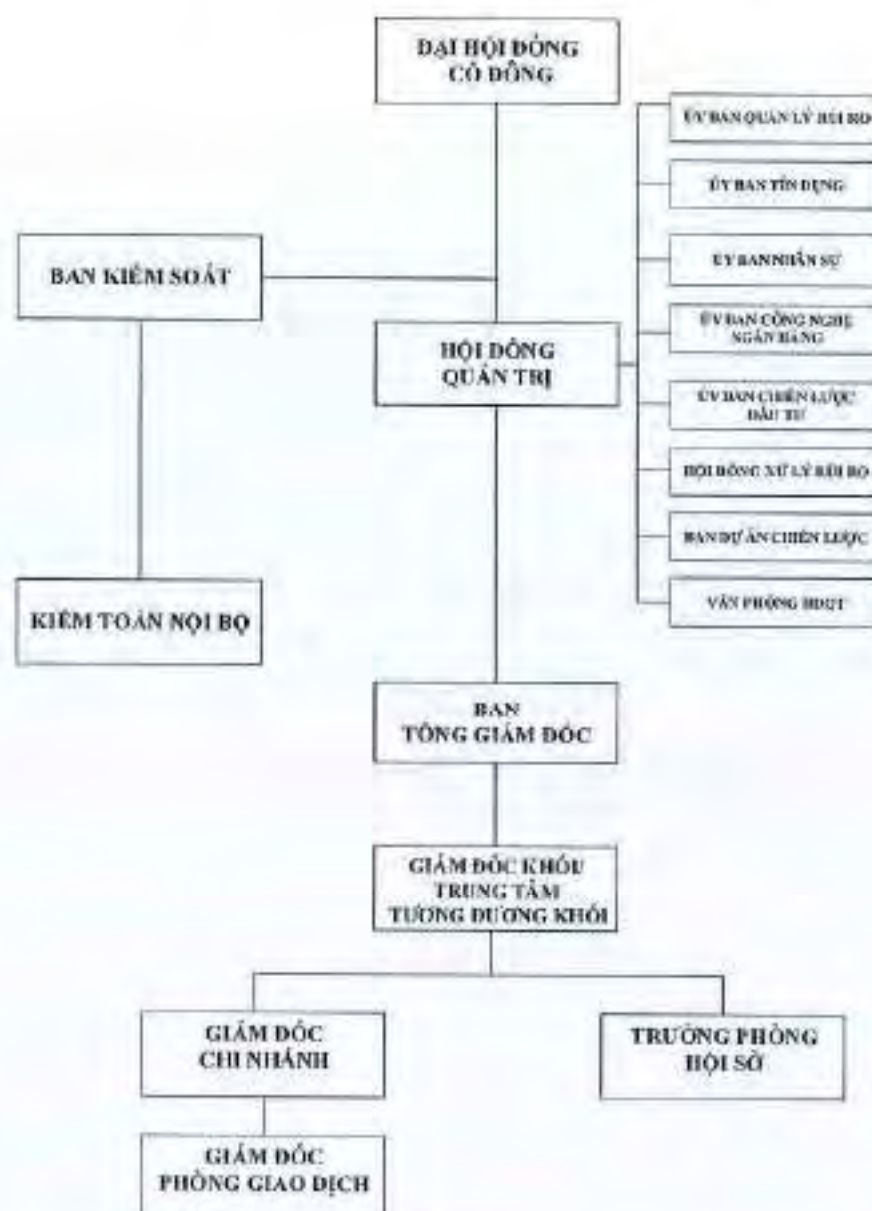 ĐẠI HỘI ĐỒNG
CỔ ĐÔNG
ỦY BAN QUẢN LÝ RỦI RO
ỦY BAN TÍN DỤNG
BAN KIỂM SOÁT
ỦY BAN NHÂN SỰ
ỦY BAN CÔNG NGHỆ
NGÂN HÀNG
HỘI ĐỒNG
QUẢN TRỊ
ỦY BAN CHIẾN LƯỢC
ĐẦU TƯ
HỘI ĐỒNG XỬ LÝ RỦI RO
BAN DỰ ÁN CHIẾN LƯỢC
VĂN PHÒNG HĐQT
KIỂM TOÁN NỘI BỘ
BAN
TỔNG GIÁM ĐỐC
GIÁM ĐỐC KHỐI/
TRUNG TÂM
TƯƠNG ĐƯƠNG KHỐI
GIÁM ĐỐC
CHI NHÁNH
TRƯỞNG PHÒNG
HỘI SỞ
GIÁM ĐỐC
PHÒNG GIAO DỊCH